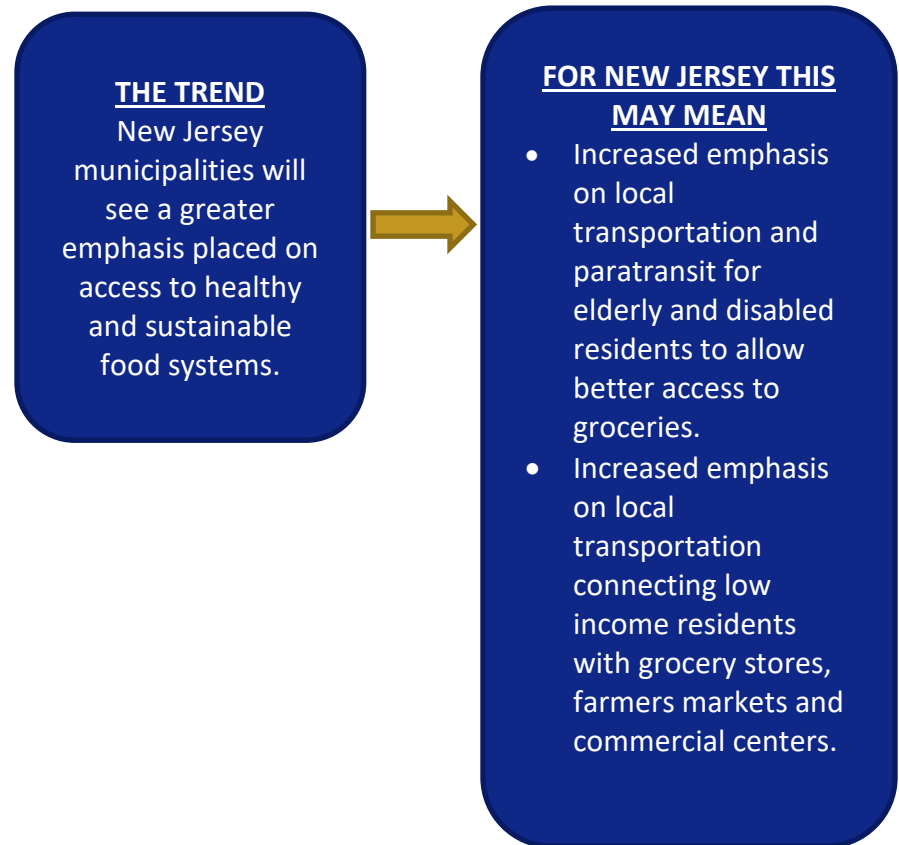 THE TREND
New Jersey
municipalities will
see a greater
emphasis placed on
access to healthy
and sustainable
food systems.
FOR NEW JERSEY THIS
MAY MEAN
• Increased emphasis
on local
transportation and
paratransit for
elderly and disabled
residents to allow
better access to
groceries.
• Increased emphasis
on local
transportation
connecting low
income residents
with grocery stores,
farmers markets and
commercial centers.